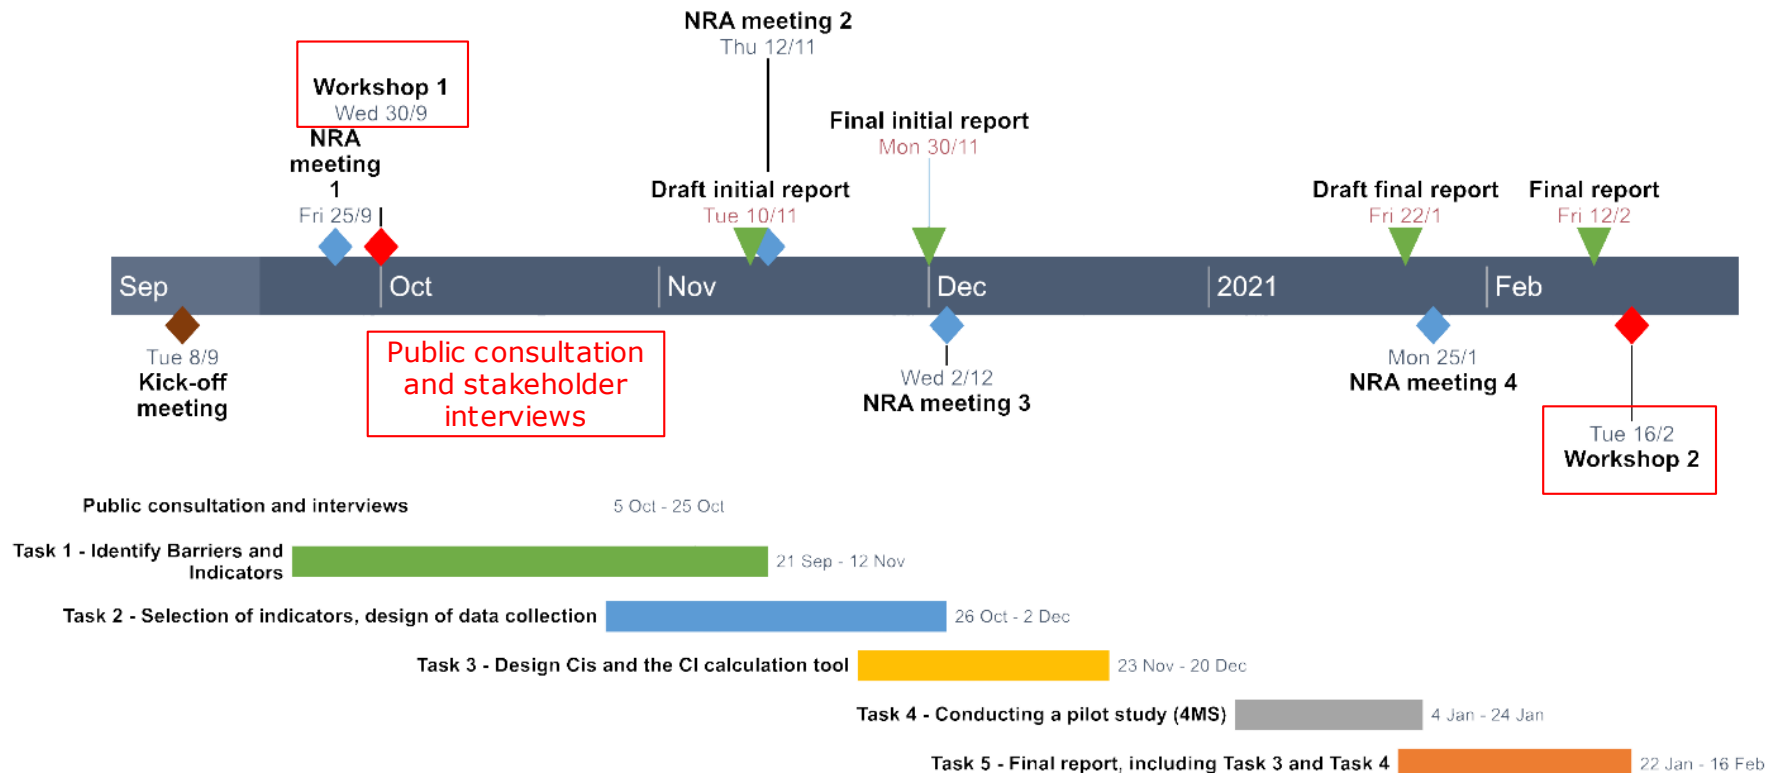 NRA meeting 2
Thu 12/11
Workshop 1
Wed 30/9
NRA
meeting
1
Fri 25/9
Final initial report
Mon 30/11
Draft initial report
Tue 10/11
Draft final report
Fri 22/1
Final report
Fri 12/2
Sep
Oct
Nov
Dec
2021
Feb
Tue 8/9
Kick-off
meeting
Public consultation
and stakeholder
interviews
Wed 2/12
NRA meeting 3
Mon 25/1
NRA meeting 4
Tue 16/2
Workshop 2
Public consultation and interviews
5 Oct - 25 Oct
Task 1 - Identify Barriers and
Indicators
21 Sep - 12 Nov
Task 2 - Selection of indicators, design of data collection
26 Oct - 2 Dec
Task 3 - Design Cis and the CI calculation tool
23 Nov - 20 Dec
Task 4 - Conducting a pilot study (4MS)
4 Jan - 24 Jan
Task 5 - Final report, including Task 3 and Task 4
22 Jan - 16 Feb